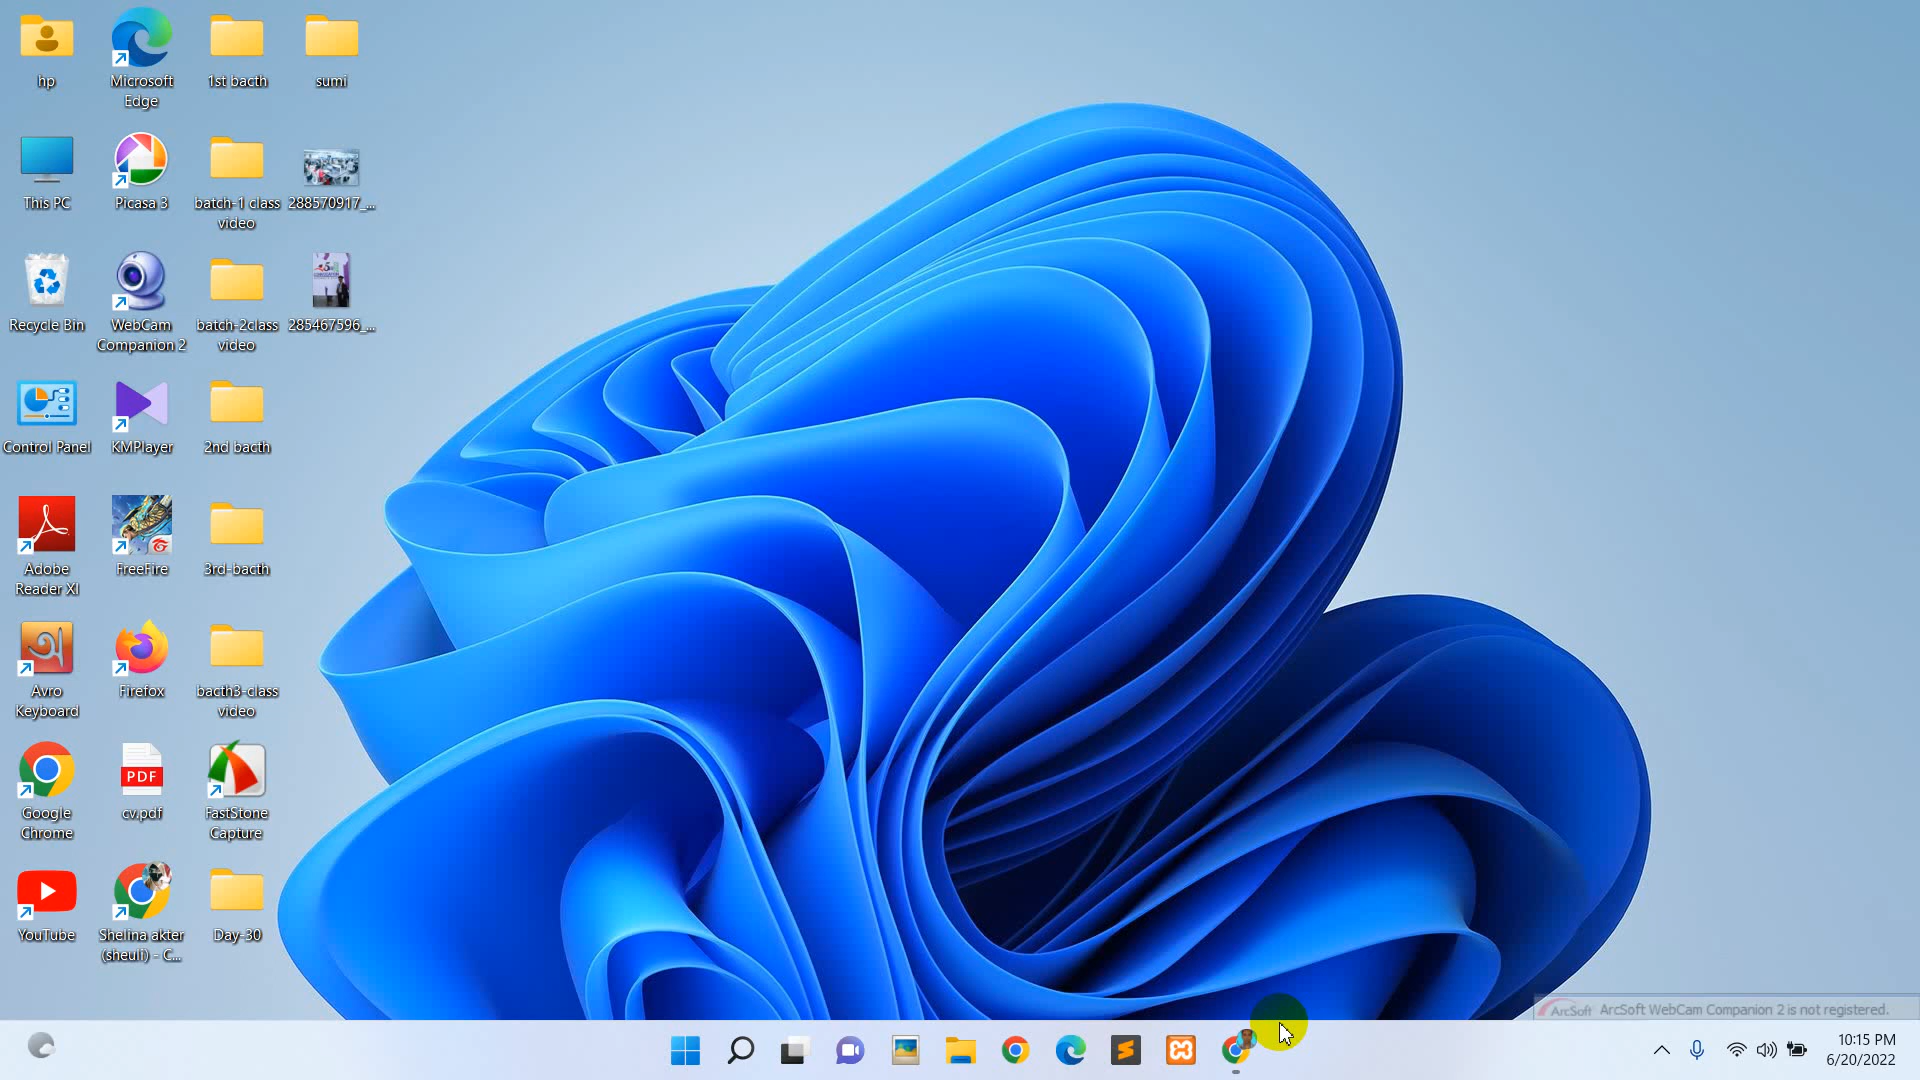 hp
Microsoft
Edge
1st bacth
sumi
This PC
Picasa 3
batch-1 class
video
288570917_...
Recycle Bin
WebCam
Companion 2
batch-2class
video
285467596_...
Control Panel
KMPlayer
2nd bacth
Adobe
Reader XI
FreeFire
3rd-bacth
অ
Avro
Keyboard
Firefox
bacth3-class
video
Google
Chrome
PDF
cv.pdf
FastStone
Capture
YouTube
Shelina akter
(sheuli) - C...
Day-30
ArcSoft
ArcSoft WebCam Companion 2 is not registered.
10:15 PM
6/20/2022